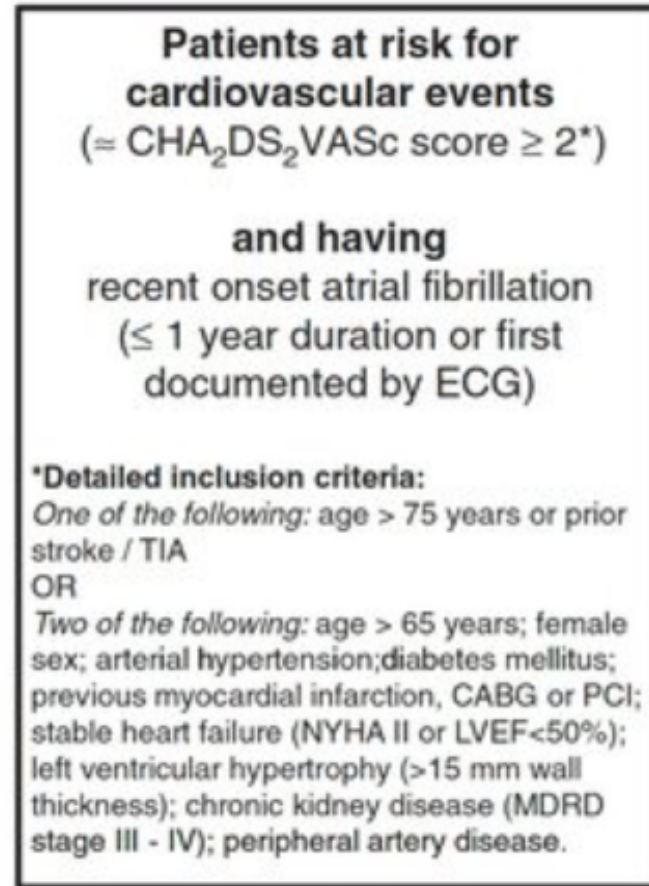 Patients at risk for
cardiovascular events
(≃ CHA₂DS₂VASc score ≥ 2*)
and having
recent onset atrial fibrillation
(≤ 1 year duration or first
documented by ECG)
*Detailed inclusion criteria:
One of the following: age > 75 years or prior
stroke / TIA
OR
Two of the following: age > 65 years; female
sex; arterial hypertension;diabetes mellitus;
previous myocardial infarction, CABG or PCI;
stable heart failure (NYHA II or LVEF<50%);
left ventricular hypertrophy (>15 mm wall
thickness); chronic kidney disease (MDRD
stage III - IV); peripheral artery disease.